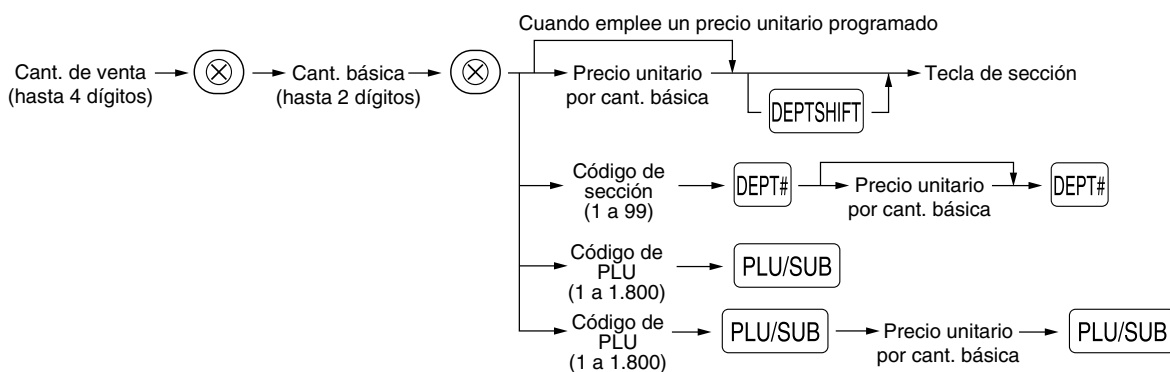 Cuando emplee un precio unitario programado
Cant. de venta
(hasta 4 dígitos)
Cant. básica
(hasta 2 dígitos)
Precio unitario
por cant. básica
DEPTSHIFT
Tecla de sección
Código de
sección
(1 a 99)
DEPT#
Precio unitario
por cant. básica
DEPT#
Código de
PLU
(1 a 1.800)
PLU/SUB
Código de
PLU
(1 a 1.800)
PLU/SUB
Precio unitario
por cant. básica
PLU/SUB